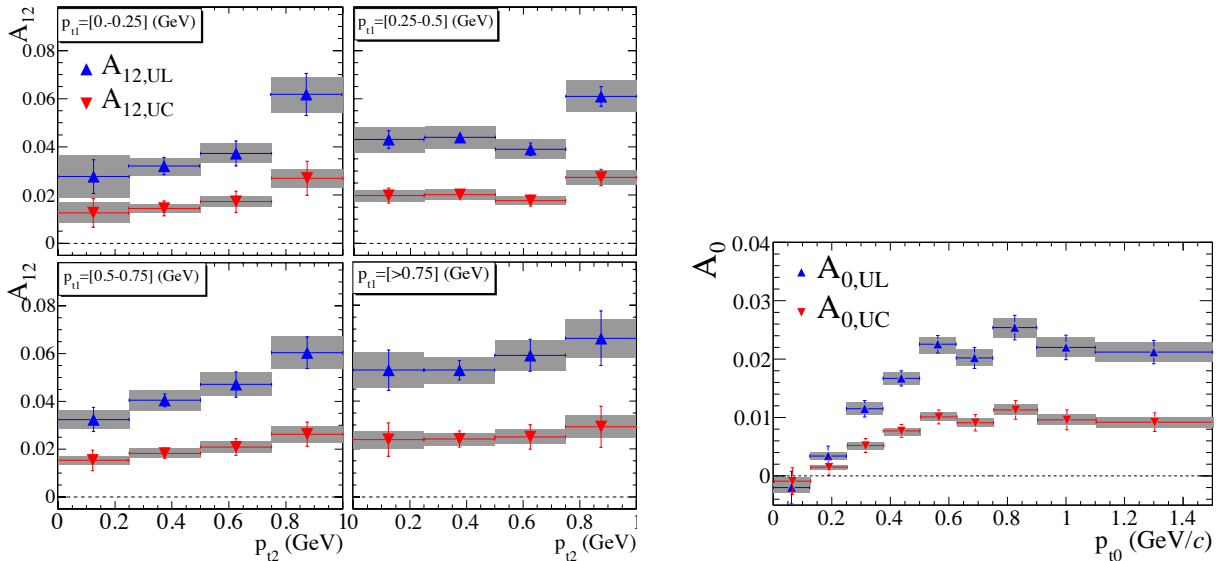 A12
p_t1=[0.-0.25] (GeV)
p_t1=[0.25-0.5] (GeV)
0.08
0.06
0.04
0.02
0
A12,UL
A12,UC
A12
p_t1=[0.5-0.75] (GeV)
p_t1=[>0.75] (GeV)
0.08
0.06
0.04
0.02
0
0 0.2 0.4 0.6 0.8 1 0 0.2 0.4 0.6 0.8 1
p_t2 (GeV) p_t2 (GeV)
A0
0.04
0.03
0.02
0.01
0
A0,UL
A0,UC
0 0.2 0.4 0.6 0.8 1 1.2 1.4
p_t0 (GeV/c)